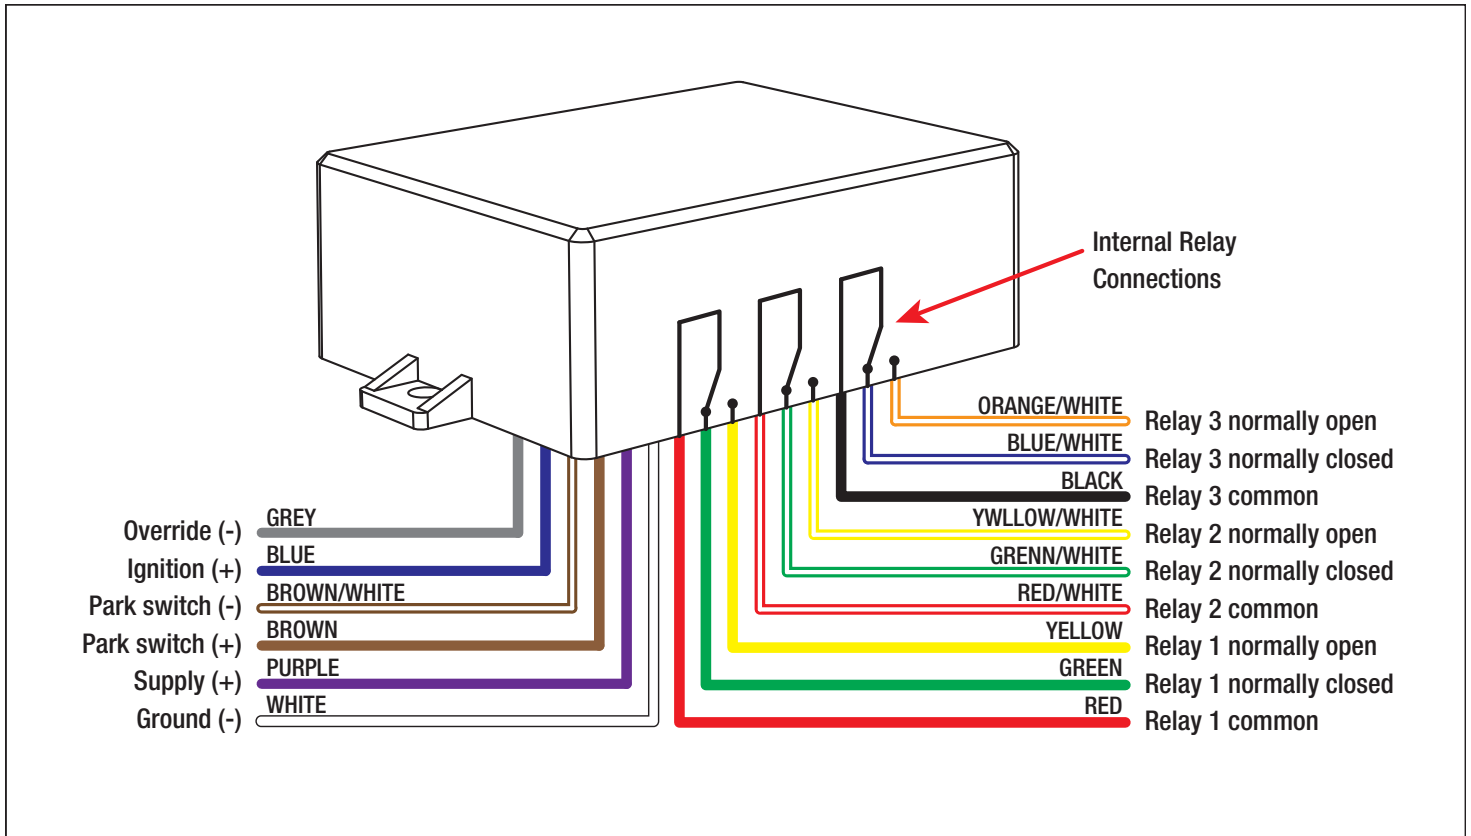 Internal Relay
Connections
ORANGE/WHITE Relay 3 normally open
BLUE/WHITE Relay 3 normally closed
BLACK Relay 3 common
YWLLOW/WHITE Relay 2 normally open
GRENN/WHITE Relay 2 normally closed
RED/WHITE Relay 2 common
YELLOW Relay 1 normally open
GREEN Relay 1 normally closed
RED Relay 1 common
Override (-) GREY
Ignition (+) BLUE
Park switch (-) BROWN/WHITE
Park switch (+) BROWN
Supply (+) PURPLE
Ground (-) WHITE